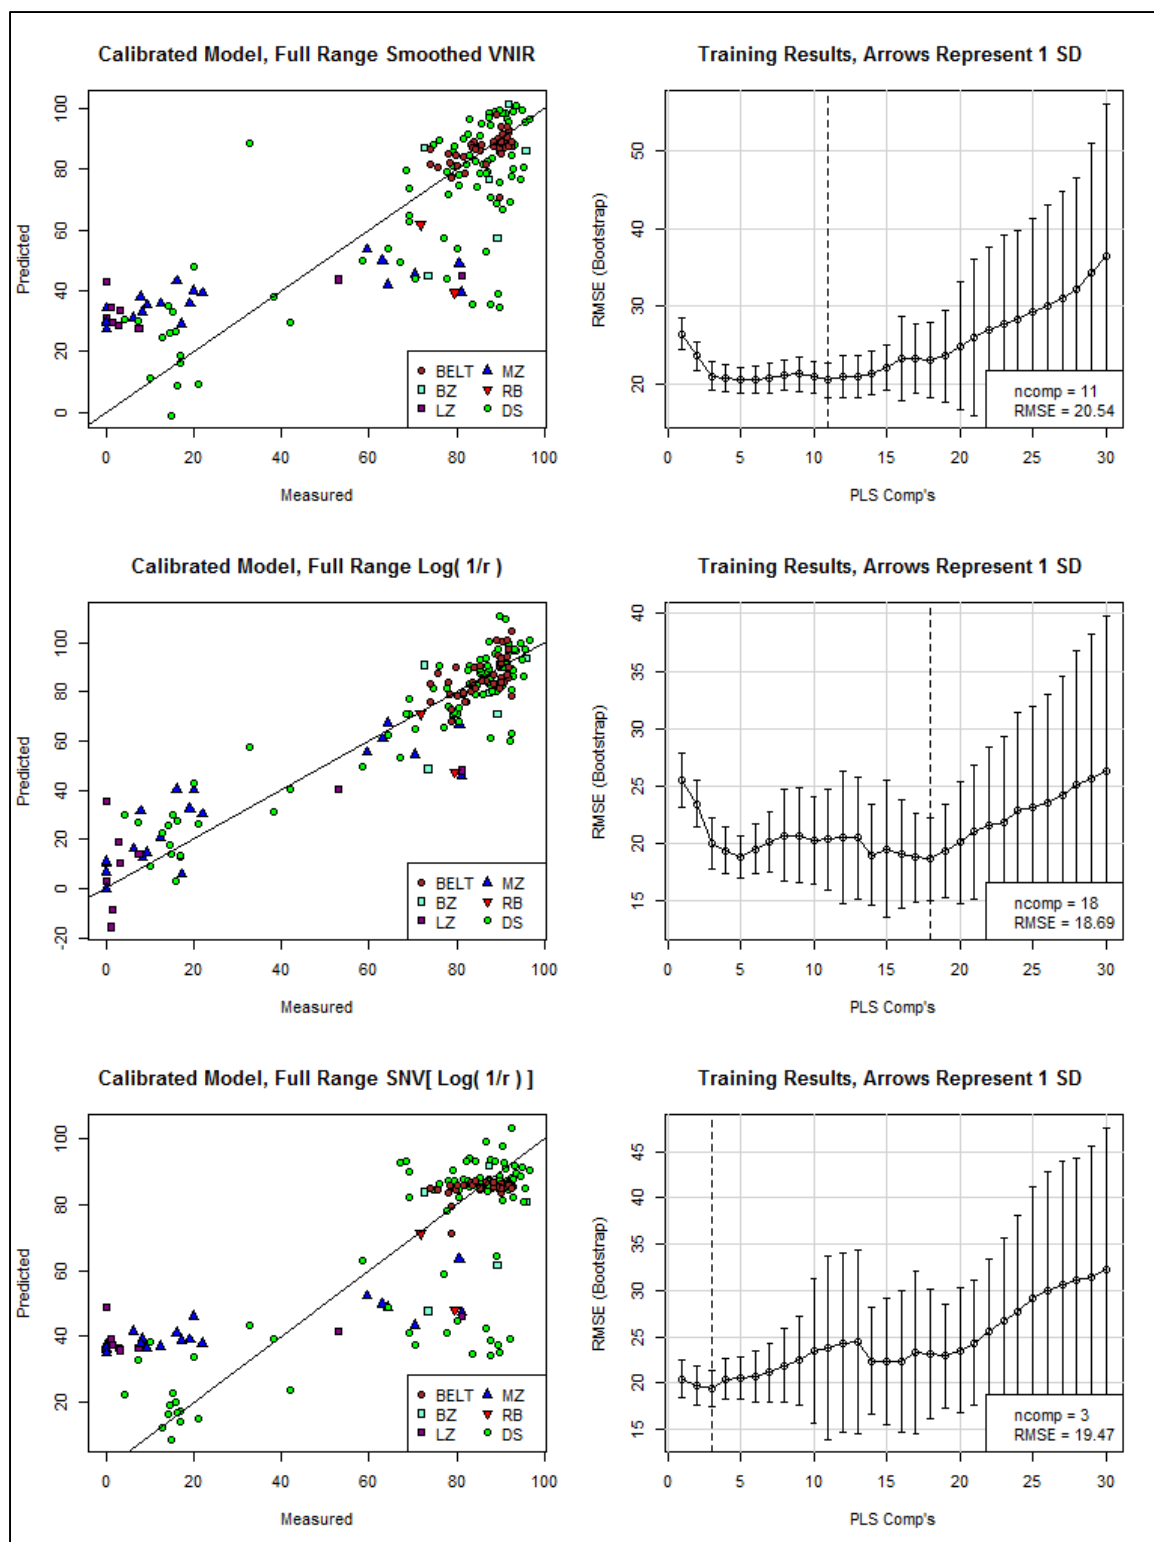 Calibrated Model, Full Range Smoothed VNIR
Training Results, Arrows Represent 1 SD
Predicted
100
80
60
40
20
0
BELT
MZ
BZ
RB
LZ
DS
0 20 40 60 80 100
Measured
RMSE (Bootstrap)
50
40
30
20
ncomp = 11
RMSE = 20.54
0 5 10 15 20 25 30
PLS Comp's
Calibrated Model, Full Range Log( 1/r )
Training Results, Arrows Represent 1 SD
Predicted
100
80
60
40
20
0
-20
BELT
MZ
BZ
RB
LZ
DS
0 20 40 60 80 100
Measured
RMSE (Bootstrap)
40
35
30
25
20
15
ncomp = 18
RMSE = 18.69
0 5 10 15 20 25 30
PLS Comp's
Calibrated Model, Full Range SNV[ Log( 1/r ) ]
Training Results, Arrows Represent 1 SD
Predicted
100
80
60
40
20
BELT
MZ
BZ
RB
LZ
DS
0 20 40 60 80 100
Measured
RMSE (Bootstrap)
45
40
35
30
25
20
15
ncomp = 3
RMSE = 19.47
0 5 10 15 20 25 30
PLS Comp's